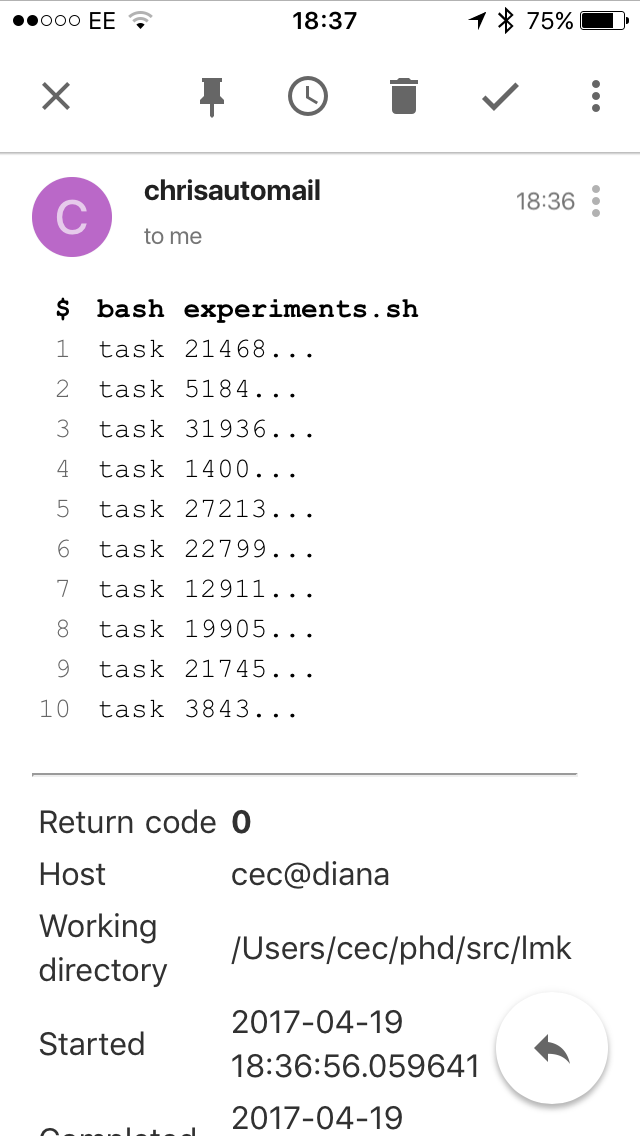 EE 18:37 75%
C
chrisautomail 18:36
to me
$ bash experiments.sh
1 task 21468...
2 task 5184...
3 task 31936...
4 task 1400...
5 task 27213...
6 task 22799...
7 task 12911...
8 task 19905...
9 task 21745...
10 task 3843...
Return code 0
Host cec@diana
Working directory /Users/cec/phd/src/lmk
Started 2017-04-19
18:36:56.059641
Completed 2017-04-19